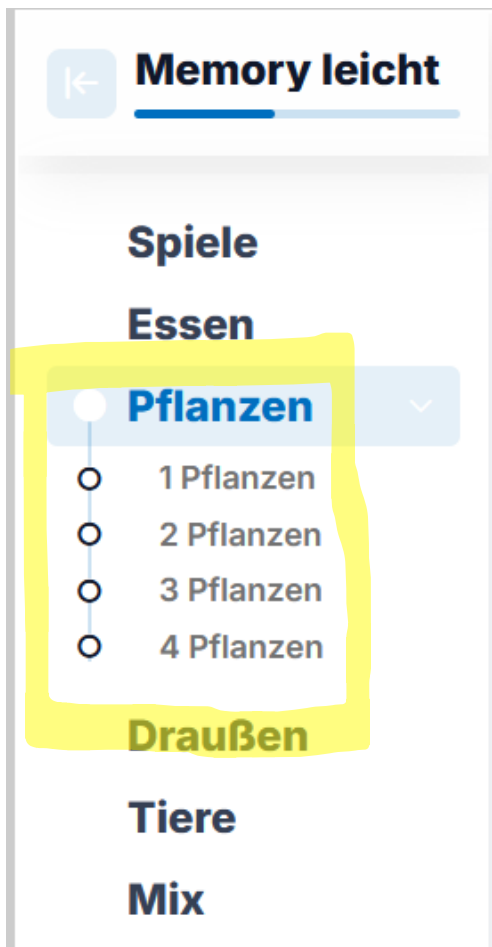 Memory leicht
Spiele
Essen
Pflanzen
1 Pflanzen
2 Pflanzen
3 Pflanzen
4 Pflanzen
Draußen
Tiere
Mix